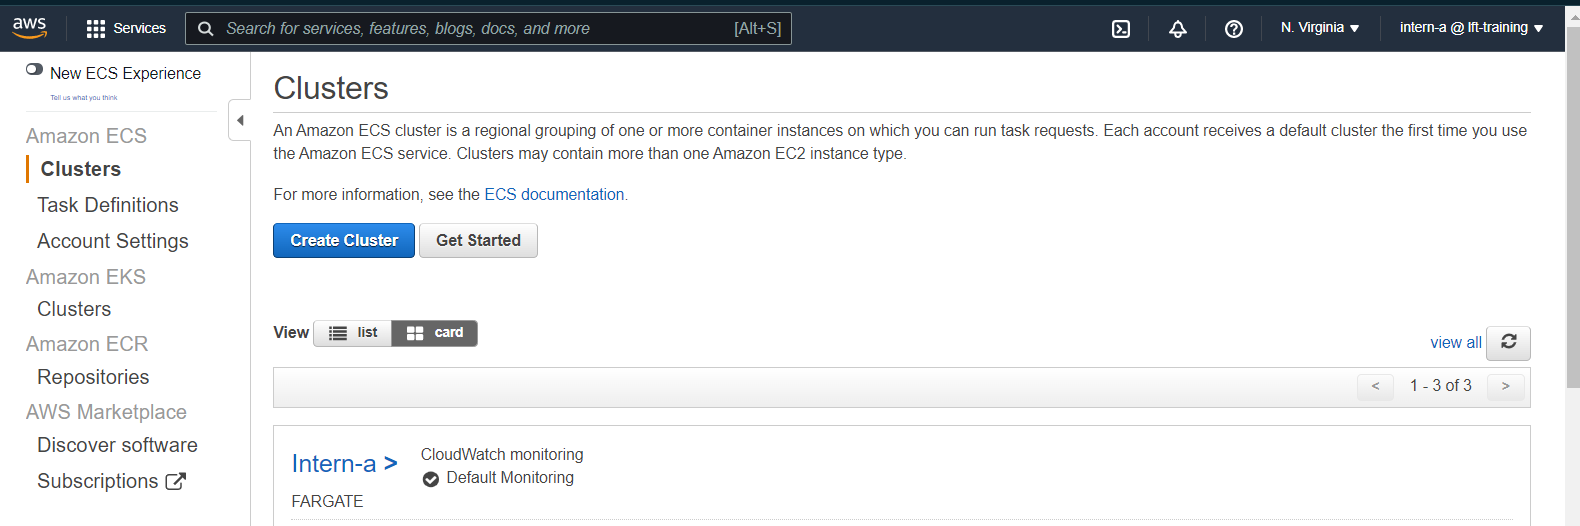 aws
Services
Search for services, features, blogs, docs, and more [Alt+S]
N. Virginia
intern-a @ lft-training
New ECS Experience
Tell us what you think
Amazon ECS
Clusters
Task Definitions
Account Settings
Amazon EKS
Clusters
Amazon ECR
Repositories
AWS Marketplace
Discover software
Subscriptions
Clusters
An Amazon ECS cluster is a regional grouping of one or more container instances on which you can run task requests. Each account receives a default cluster the first time you use
the Amazon ECS service. Clusters may contain more than one Amazon EC2 instance type.
For more information, see the ECS documentation.
Create Cluster Get Started
View list card
view all
< 1 - 3 of 3 >
Intern-a >
CloudWatch monitoring
Default Monitoring
FARGATE